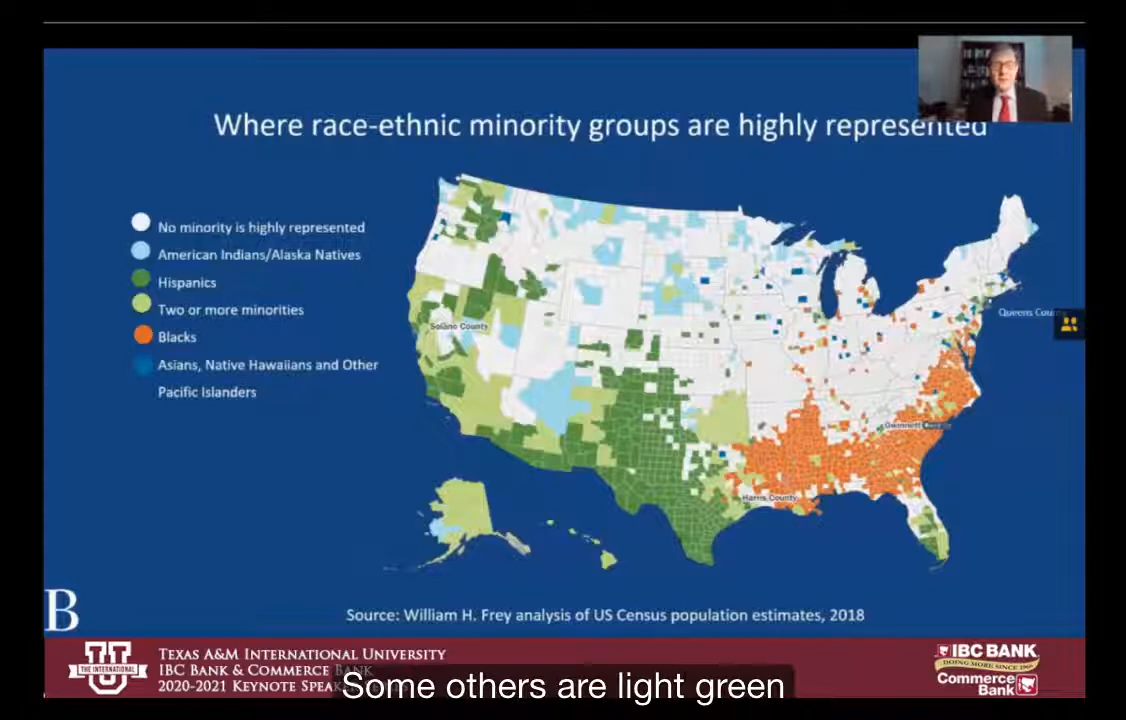 Where race-ethnic minority groups are highly represented
No minority is highly represented
American Indians/Alaska Natives
Hispanics
Two or more minorities
Blacks
Asians, Native Hawaiians and Other
Pacific Islanders
Solano County
Queens County
Gwinnett County
Harris County
B
Source: William H. Frey analysis of US Census population estimates, 2018
THE INTERNATIONAL
TEXAS A&M INTERNATIONAL UNIVERSITY
IBC BANK & COMMERCE BANK
2020-2021 KEYNOTE SPEAKER
IBC BANK
DOING MORE SINCE 1966
Commerce
Bank
Some others are light green